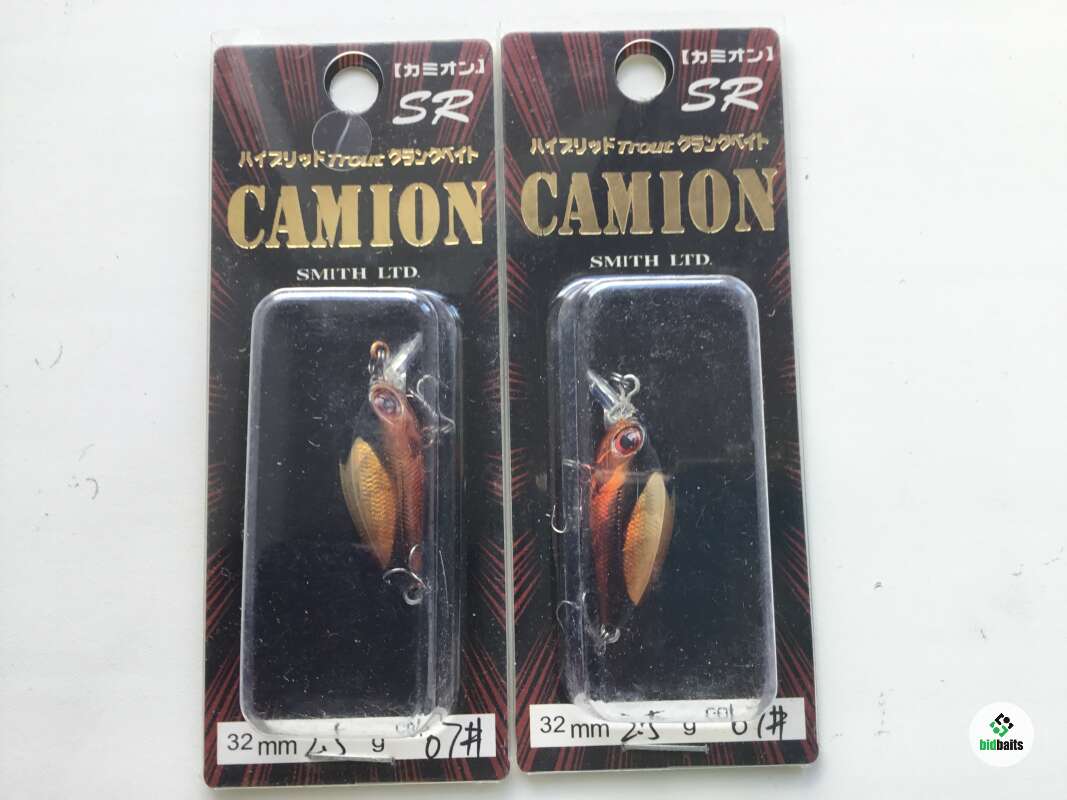 【カミオン】
SR
ハイブリッドTroutクランクベイト
CAMION
SMITH LTD.
32mm 2.5 g col 07#
【カミオン】
SR
ハイブリッドTroutクランクベイト
CAMION
SMITH LTD.
32mm 2.5 g col 07#
bidbaits